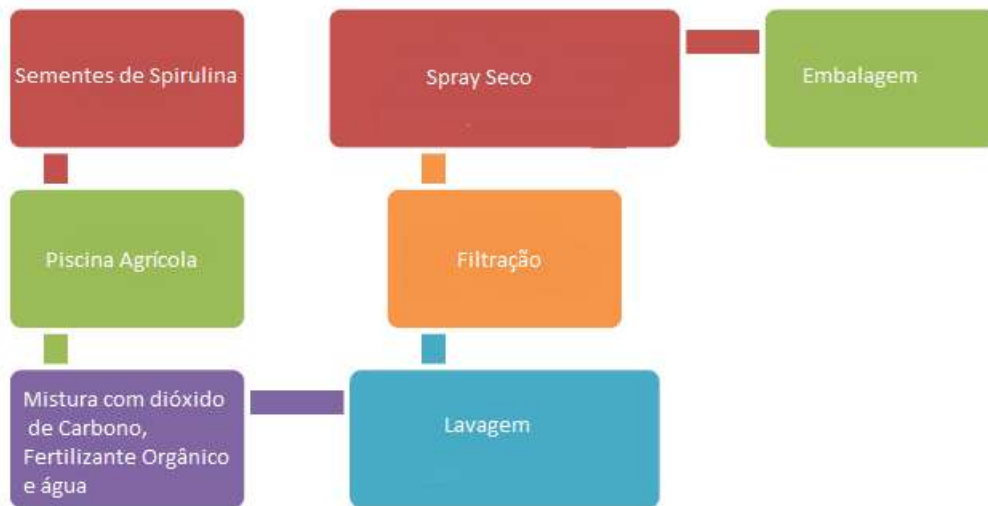 Sementes de Spirulina
Piscina Agrícola
Mistura com dióxido
de Carbono,
Fertilizante Orgânico
e água
Lavagem
Filtração
Spray Seco
Embalagem